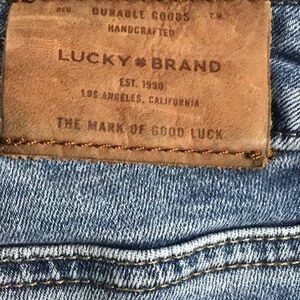 DURABLE GOODS
HANDCRAFTED
LUCKY BRAND
EST. 1990
LOS ANGELES, CALIFORNIA
THE MARK OF GOOD LUCK